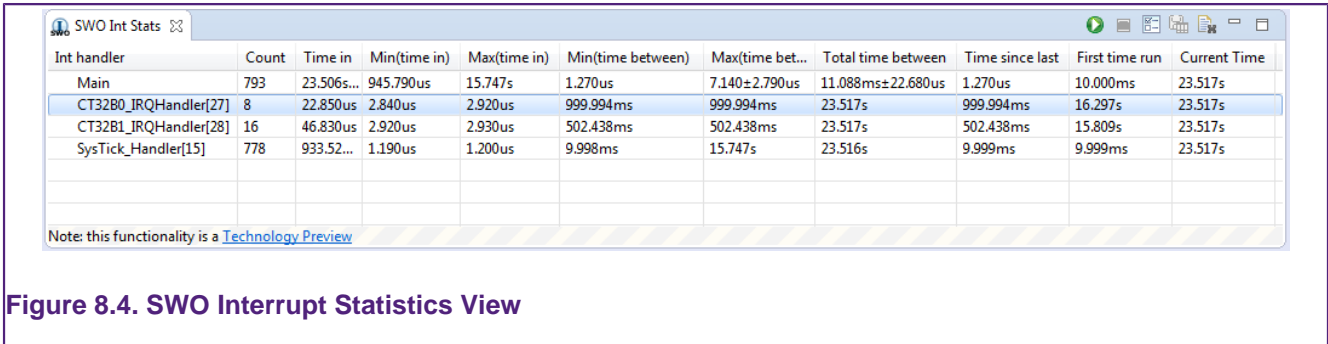 SWO Int Stats
Int handler Count Time in Min(time in) Max(time in) Min(time between) Max(time bet... Total time between Time since last First time run Current Time
Main 793 23.506s... 945.790us 15.747s 1.270us 7.140±2.790us 11.088ms±22.680us 1.270us 10.000ms 23.517s
CT32B0_IRQHandler[27] 8 22.850us 2.840us 2.920us 999.994ms 999.994ms 23.517s 999.994ms 16.297s 23.517s
CT32B1_IRQHandler[28] 16 46.830us 2.920us 2.930us 502.438ms 502.438ms 23.517s 502.438ms 15.809s 23.517s
SysTick_Handler[15] 778 933.52... 1.190us 1.200us 9.998ms 15.747s 23.516s 9.999ms 9.999ms 23.517s
Note: this functionality is a Technology Preview
Figure 8.4. SWO Interrupt Statistics View